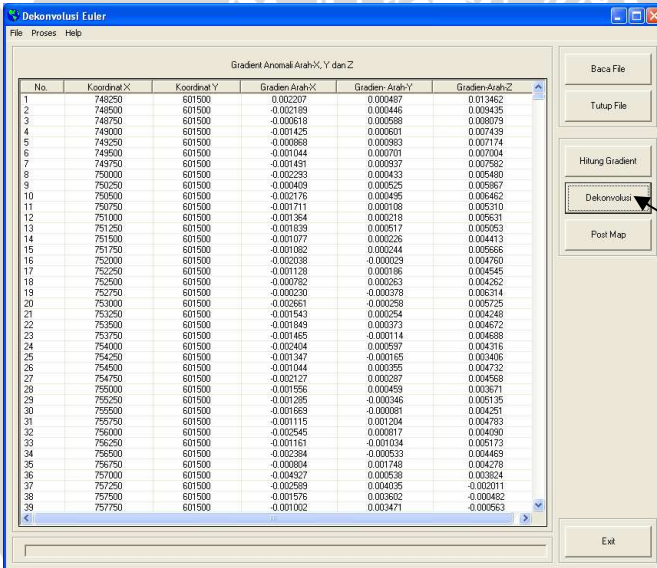 Dekonvolusi Euler
File Proses Help
Gradient Anomali Arah-X, Y dan Z
No. Koordinat X Koordinat Y Gradien Arah-X Gradien- Arah-Y Gradien-Arah-Z
1 748250 601500 0.002207 0.000487 0.013462
2 748500 601500 -0.002189 0.000446 0.009435
3 748750 601500 -0.000618 0.000588 0.008079
4 749000 601500 -0.001425 0.000601 0.007439
5 749250 601500 -0.000868 0.000983 0.007174
6 749500 601500 -0.001044 0.000701 0.007004
7 749750 601500 -0.001491 0.000937 0.007582
8 750000 601500 -0.002293 0.000433 0.005480
9 750250 601500 -0.000409 0.000525 0.005867
10 750500 601500 -0.002176 0.000495 0.006462
11 750750 601500 -0.001711 0.000108 0.005310
12 751000 601500 -0.001364 0.000218 0.005631
13 751250 601500 -0.001839 0.000517 0.005053
14 751500 601500 -0.001077 0.000226 0.004413
15 751750 601500 -0.001082 0.000244 0.005666
16 752000 601500 -0.002038 -0.000029 0.004760
17 752250 601500 -0.001128 0.000186 0.004545
18 752500 601500 -0.000782 0.000263 0.004262
19 752750 601500 -0.000230 -0.000378 0.006314
20 753000 601500 -0.002661 -0.000258 0.005725
21 753250 601500 -0.001543 0.000254 0.004248
22 753500 601500 -0.001849 0.000373 0.004672
23 753750 601500 -0.001465 -0.000114 0.004688
24 754000 601500 -0.002404 0.000597 0.004316
25 754250 601500 -0.001347 -0.000165 0.003406
26 754500 601500 -0.001044 0.000355 0.004732
27 754750 601500 -0.002127 0.000287 0.004568
28 755000 601500 -0.001556 0.000459 0.003671
29 755250 601500 -0.001285 -0.000346 0.005135
30 755500 601500 -0.001669 -0.000081 0.004251
31 755750 601500 -0.001115 0.001204 0.004783
32 756000 601500 -0.002545 0.000817 0.004090
33 756250 601500 -0.001161 -0.001034 0.005173
34 756500 601500 -0.002384 -0.000533 0.004469
35 756750 601500 -0.000804 0.001748 0.004278
36 757000 601500 -0.004927 0.000538 0.003824
37 757250 601500 -0.002589 0.004035 -0.002011
38 757500 601500 -0.001576 0.003602 -0.000482
39 757750 601500 -0.001002 0.003471 -0.000563
Baca File
Tutup File
Hitung Gradient
Dekonvolusi
Post Map
Exit